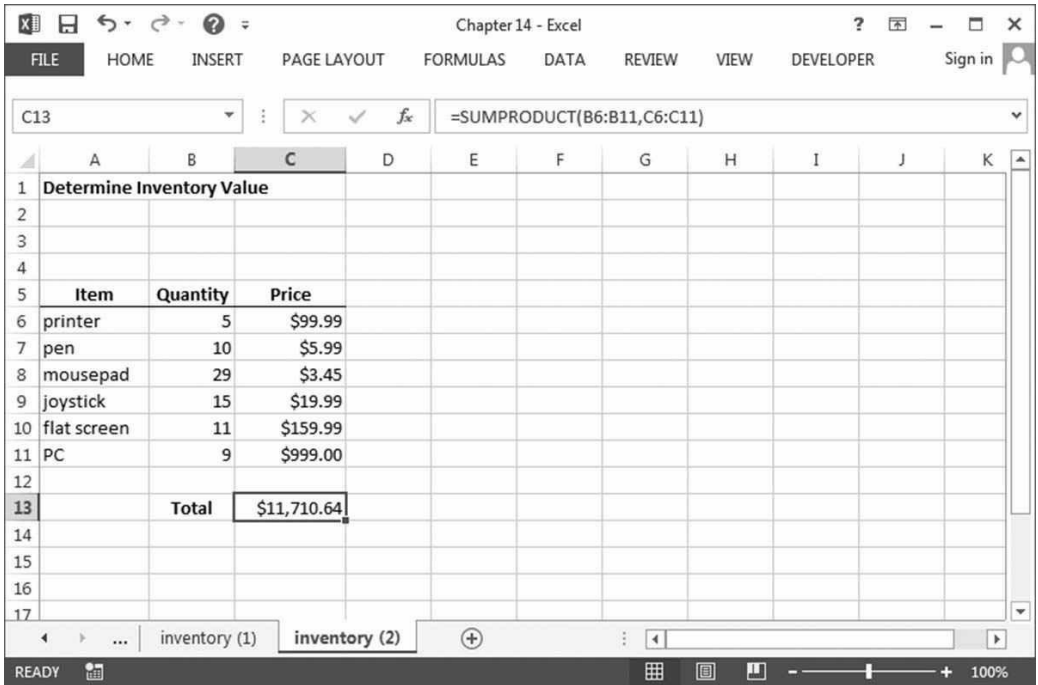 Chapter 14 - Excel
?
FILE HOME INSERT PAGE LAYOUT FORMULAS DATA REVIEW VIEW DEVELOPER Sign in
C13 fx =SUMPRODUCT(B6:B11,C6:C11)
A B C D E F G H I J K
1 Determine Inventory Value
2
3
4
5 Item Quantity Price
6 printer 5 $99.99
7 pen 10 $5.99
8 mousepad 29 $3.45
9 joystick 15 $19.99
10 flat screen 11 $159.99
11 PC 9 $999.00
12
13 Total $11,710.64
14
15
16
17
... inventory (1) inventory (2)
READY 100%